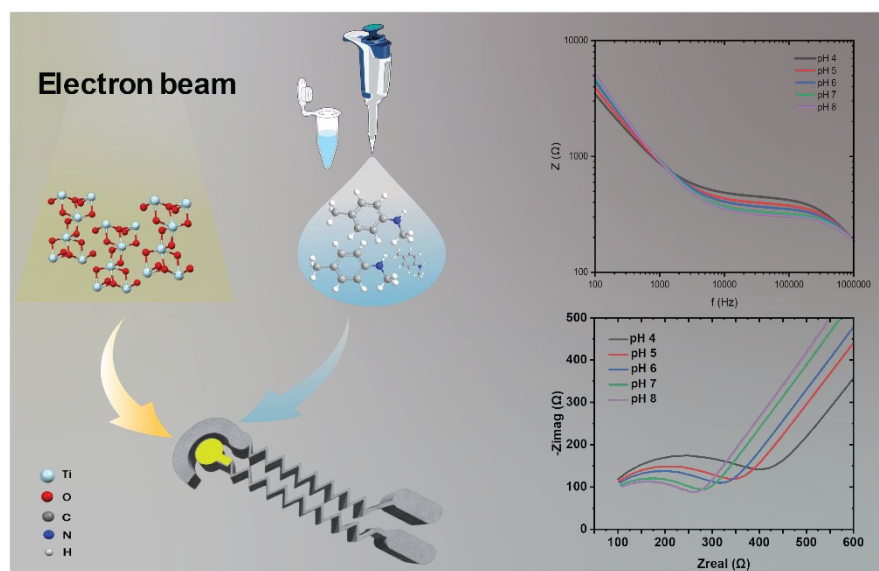 Electron beam
Ti
O
C
N
H
10000
1000
100
Z (Ω)
pH 4
pH 5
pH 6
pH 7
pH 8
100
1000
10000
100000
1000000
f (Hz)
500
400
300
200
100
0
-Zimag (Ω)
pH 4
pH 5
pH 6
pH 7
pH 8
100
200
300
400
500
600
Zreal (Ω)